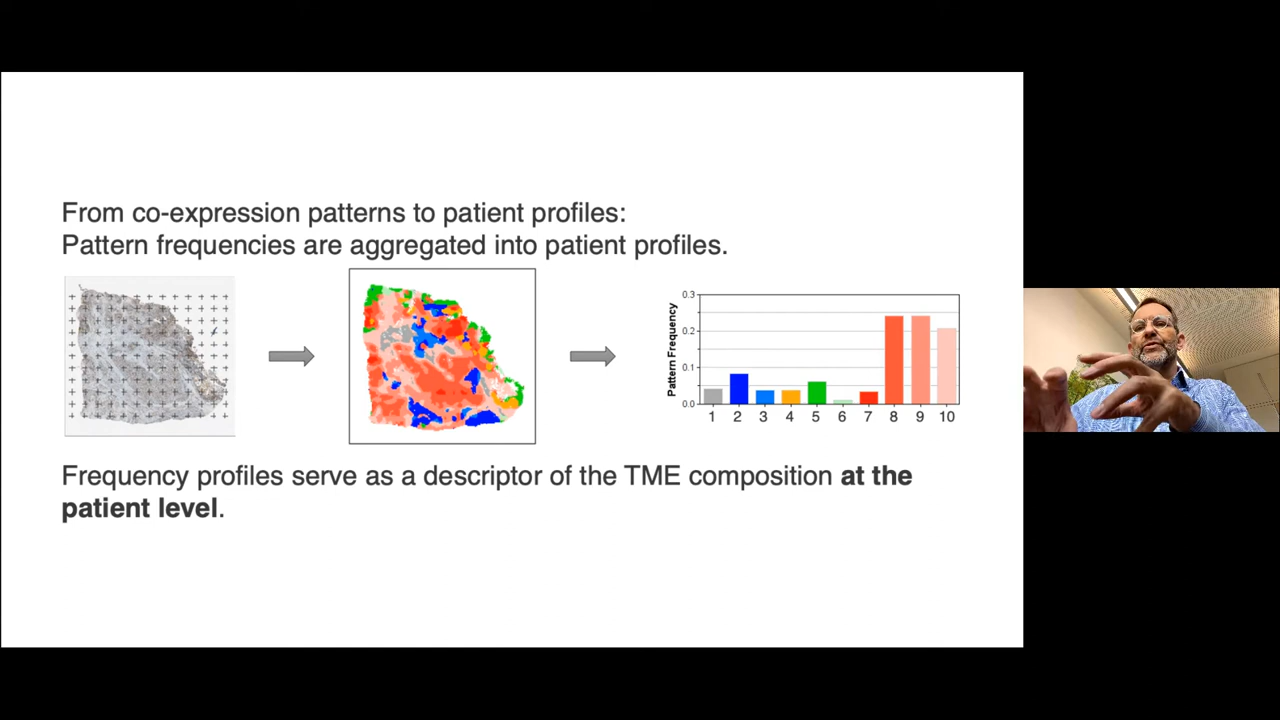 From co-expression patterns to patient profiles:
Pattern frequencies are aggregated into patient profiles.
Pattern Frequency
0.3
0.2
0.1
0.0
1 2 3 4 5 6 7 8 9 10
Frequency profiles serve as a descriptor of the TME composition at the
patient level.